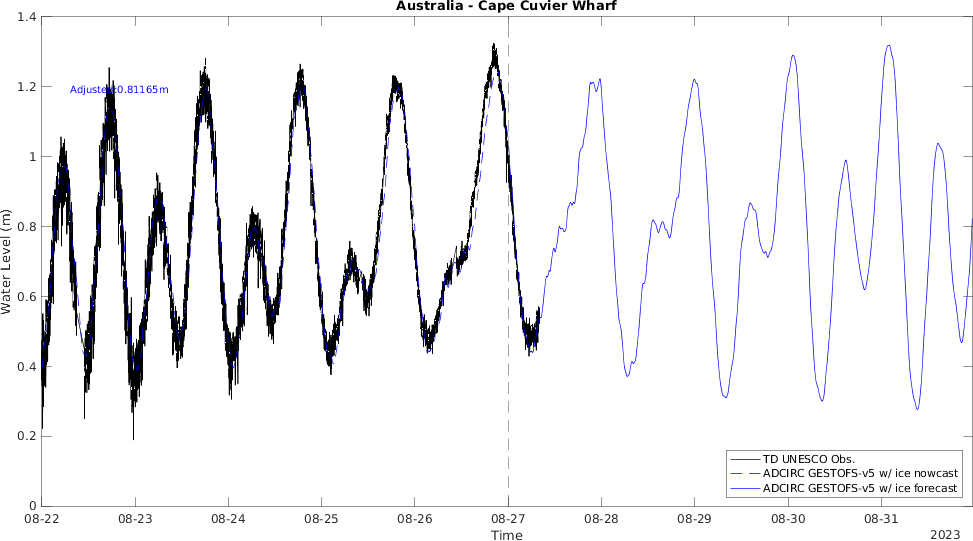 Australia - Cape Cuvier Wharf
1.4
1.2
1
0.8
0.6
0.4
0.2
0
Water Level (m)
Adjusted:0.81165m
TD UNESCO Obs.
ADCIRC GESTOFS-v5 w/ ice nowcast
ADCIRC GESTOFS-v5 w/ ice forecast
08-22 08-23 08-24 08-25 08-26 08-27 08-28 08-29 08-30 08-31
Time
2023